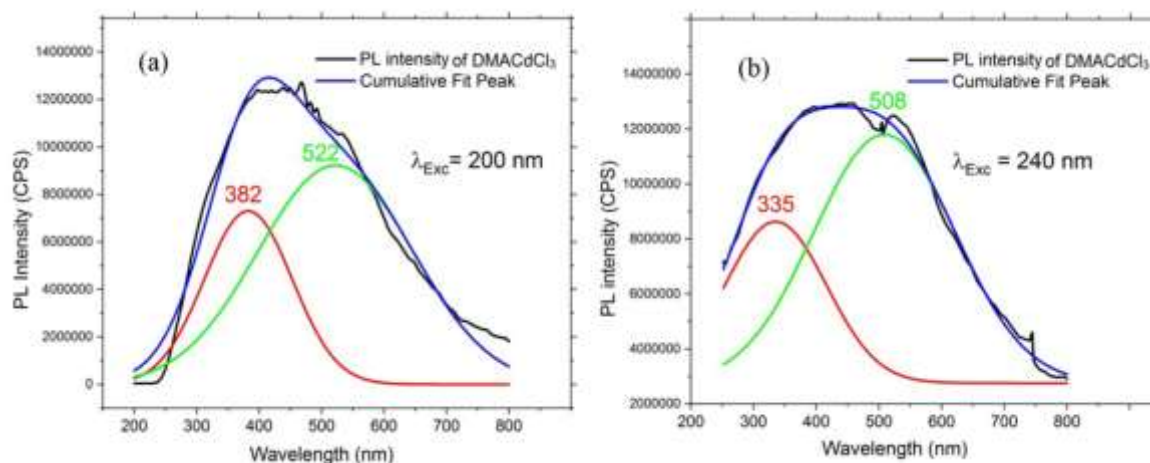 (a)
PL intensity of DMACdCl₃
Cumulative Fit Peak
λExc= 200 nm
382
522
PL Intensity (CPS)
14000000
12000000
10000000
8000000
6000000
4000000
2000000
0
200 300 400 500 600 700 800
Wavelength (nm)
(b)
PL intensity of DMACdCl₃
Cumulative Fit Peak
508
λExc = 240 nm
335
PL intensity (CPS)
14000000
12000000
10000000
8000000
6000000
4000000
2000000
200 300 400 500 600 700 800
Wavelength (nm)